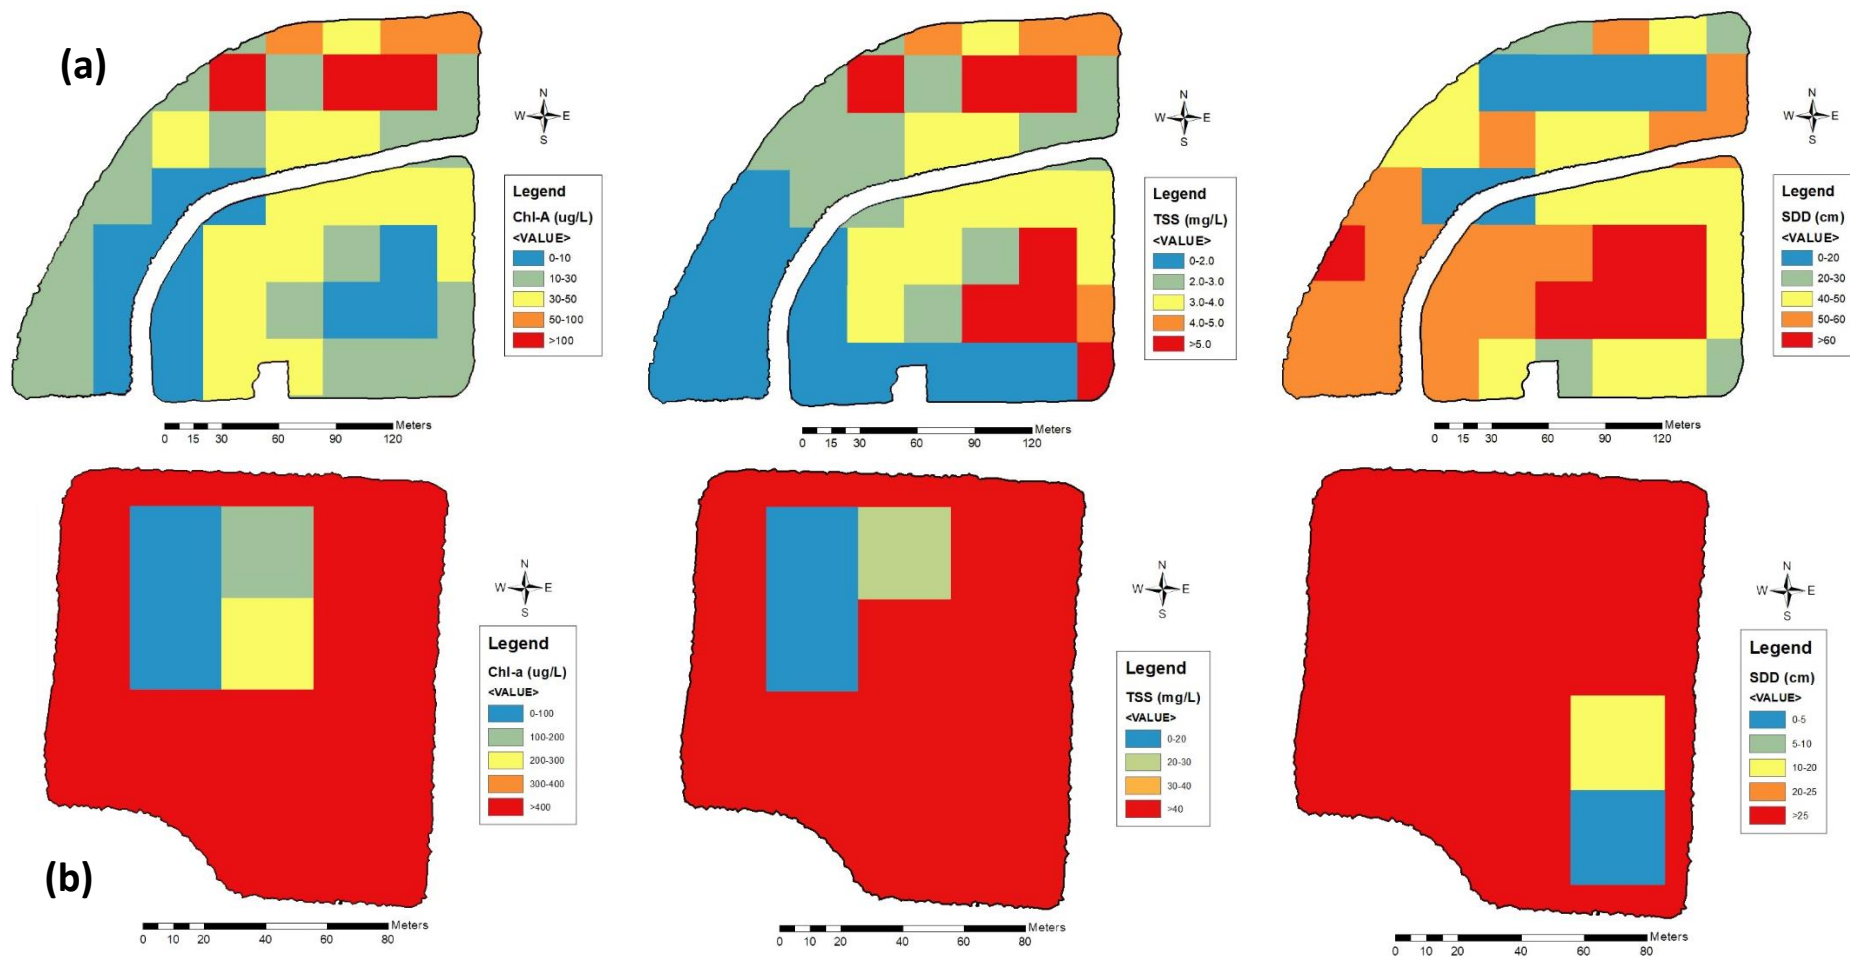 (a)
N
W E
S
Legend
Chl-A (ug/L)
<VALUE>
0-10
10-30
30-50
50-100
>100
Meters
0 15 30 60 90 120
N
W E
S
Legend
TSS (mg/L)
<VALUE>
0-2.0
2.0-3.0
3.0-4.0
4.0-5.0
>5.0
Meters
0 15 30 60 90 120
N
W E
S
Legend
SDD (cm)
<VALUE>
0-20
20-30
40-50
50-60
>60
Meters
0 15 30 60 90 120
(b)
N
W E
S
Legend
Chl-a (ug/L)
<VALUE>
0-100
100-200
200-300
300-400
>400
Meters
0 10 20 40 60 80
N
W E
S
Legend
TSS (mg/L)
<VALUE>
0-20
20-30
30-40
>40
Meters
0 10 20 40 60 80
N
W E
S
Legend
SDD (cm)
<VALUE>
0-5
5-10
10-20
20-25
>25
Meters
0 10 20 40 60 80